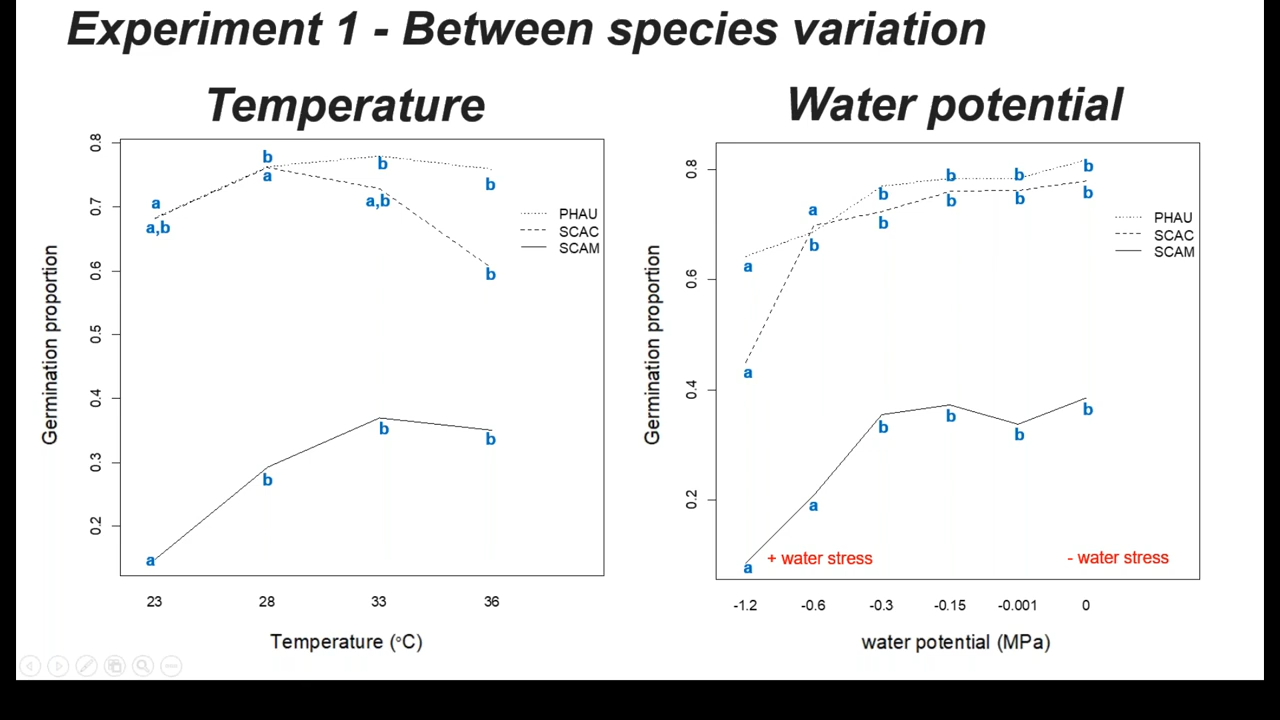 Experiment 1 - Between species variation
Temperature
0.8
0.7
0.6
0.5
0.4
0.3
0.2
Germination proportion
a
a,b
b
a
b
a,b
b
b
a
b
b
b
PHAU
SCAC
SCAM
23 28 33 36
Temperature (°C)
Water potential
0.8
0.6
0.4
0.2
Germination proportion
a
a
a
b
b
b
b
b
b
b
b
b
a
a
b
b
b
b
PHAU
SCAC
SCAM
+ water stress
- water stress
-1.2 -0.6 -0.3 -0.15 -0.001 0
water potential (MPa)